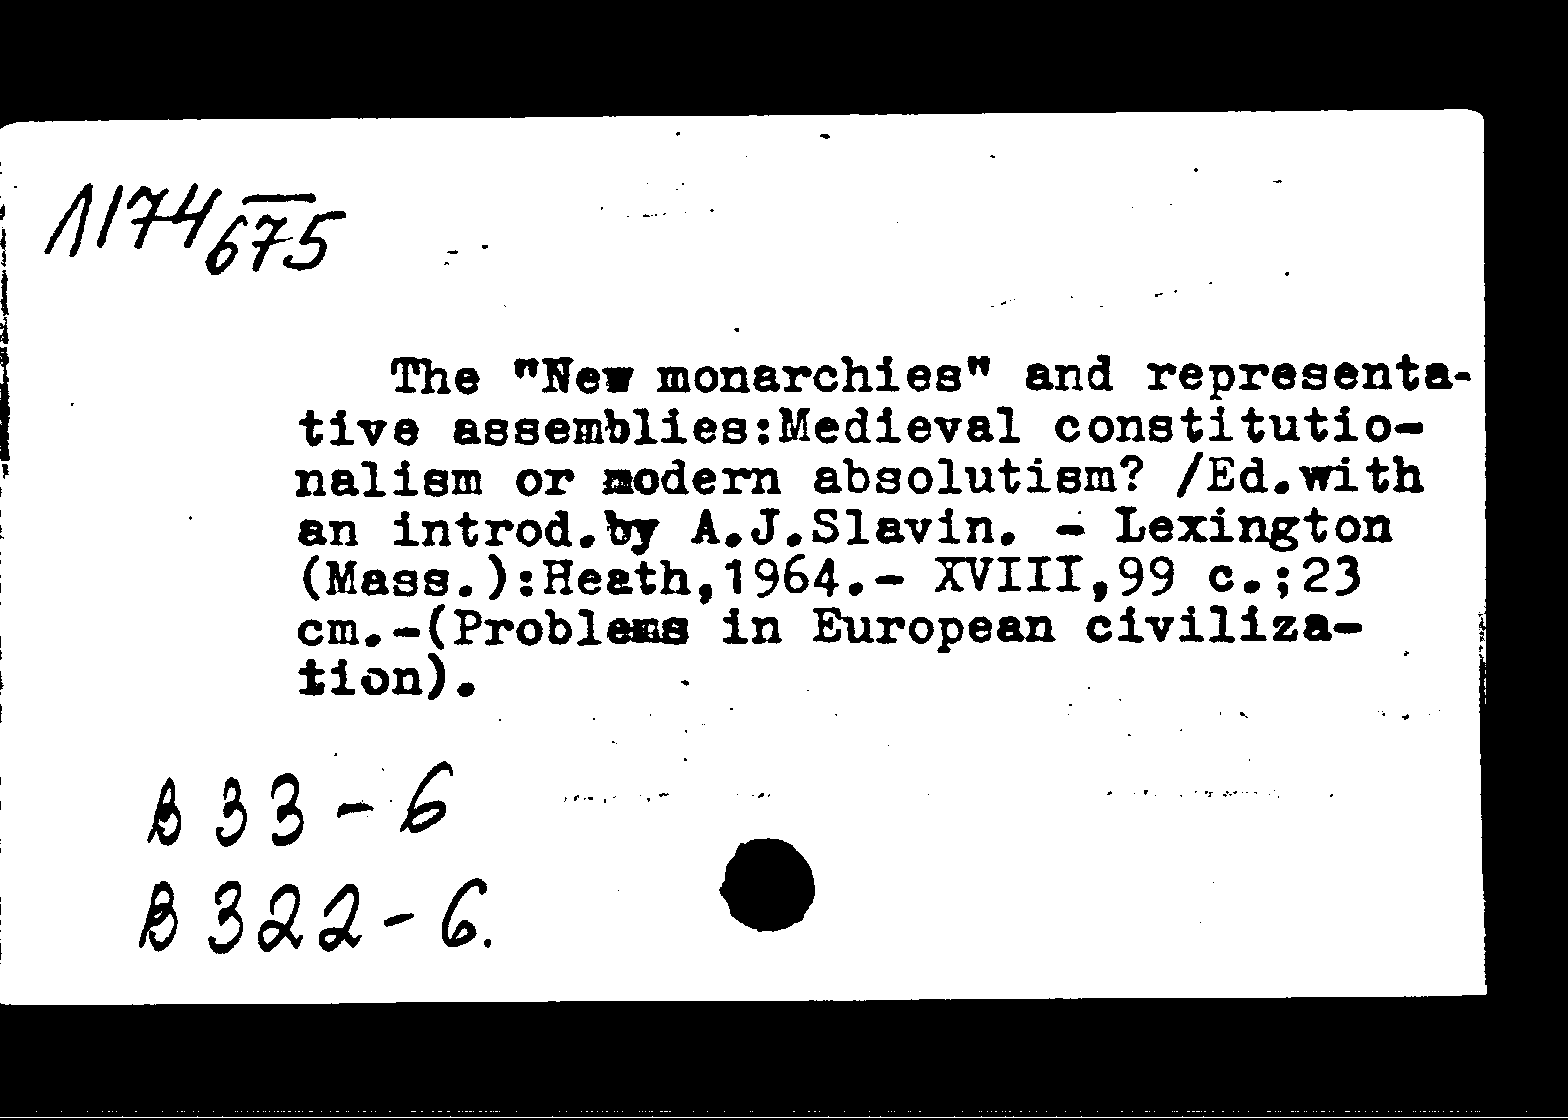 Л174/675
The "New monarchies" and representa-
tive assemblies:Medieval constitutio-
nalism or modern absolutism? /Ed.with
an introd.by A.J.Slavin. - Lexington
(Mass.):Heath,1964.- XVIII,99 c.;23
cm.-(Problems in European civiliza-
tion).
В 33-6
В 322-6.